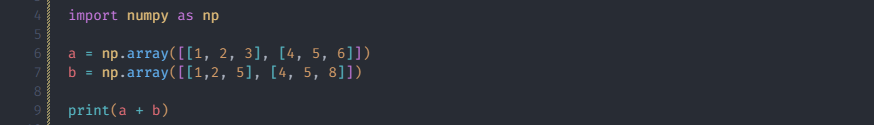 4 import numpy as np
5
6 a = np.array([[1, 2, 3], [4, 5, 6]])
7 b = np.array([[1,2, 5], [4, 5, 8]])
8
9 print(a + b)